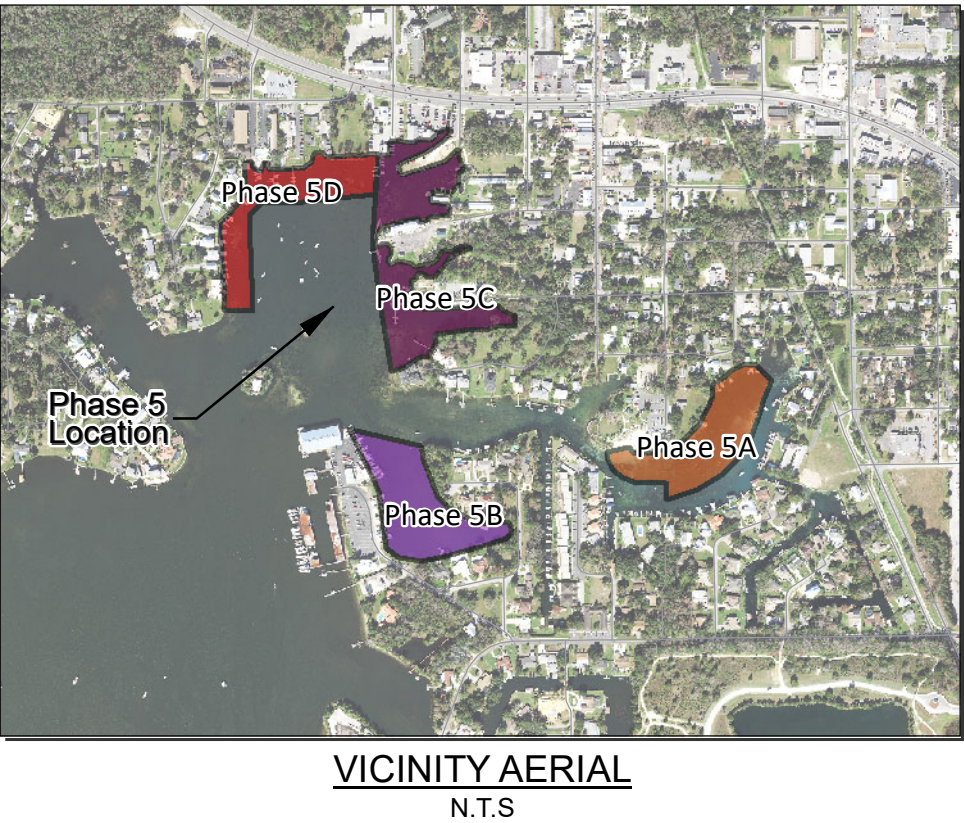 Phase 5D
Phase 5C
Phase 5
Location
Phase 5A
Phase 5B
VICINITY AERIAL
N.T.S